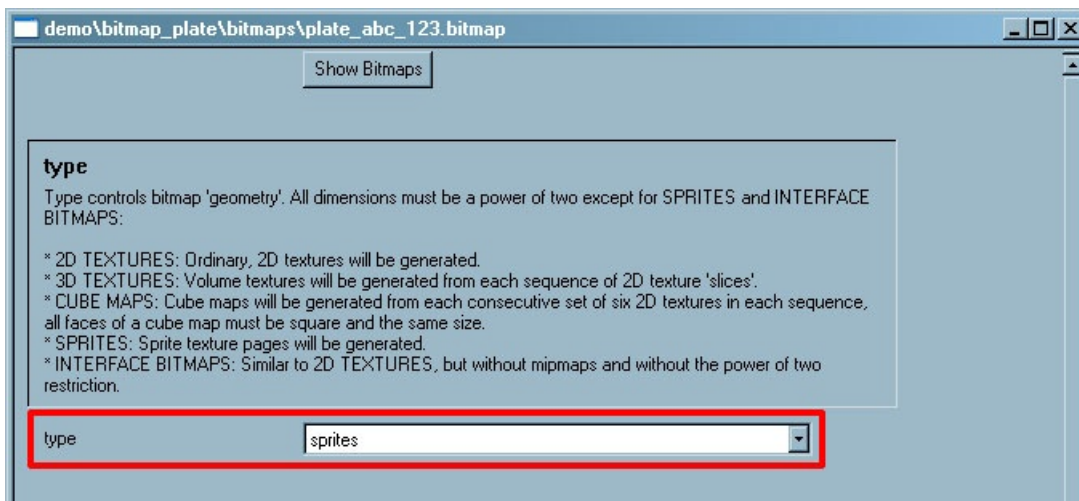 demo\bitmap_plate\bitmaps\plate_abc_123.bitmap
Show Bitmaps
type
Type controls bitmap 'geometry'. All dimensions must be a power of two except for SPRITES and INTERFACE
BITMAPS:
* 2D TEXTURES: Ordinary, 2D textures will be generated.
* 3D TEXTURES: Volume textures will be generated from each sequence of 2D texture 'slices'.
* CUBE MAPS: Cube maps will be generated from each consecutive set of six 2D textures in each sequence,
all faces of a cube map must be square and the same size.
* SPRITES: Sprite texture pages will be generated.
* INTERFACE BITMAPS: Similar to 2D TEXTURES, but without mipmaps and without the power of two
restriction.
type sprites